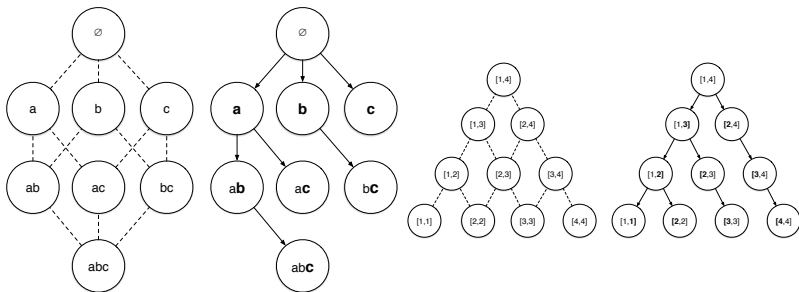 ∅
a b c
ab ac bc
abc
∅
a b c
ab ac bc
abc
[1,4]
[1,3] [2,4]
[1,2] [2,3] [3,4]
[1,1] [2,2] [3,3] [4,4]
[1,4]
[1,3] [2,4]
[1,2] [2,3] [3,4]
[1,1] [2,2] [3,3] [4,4]